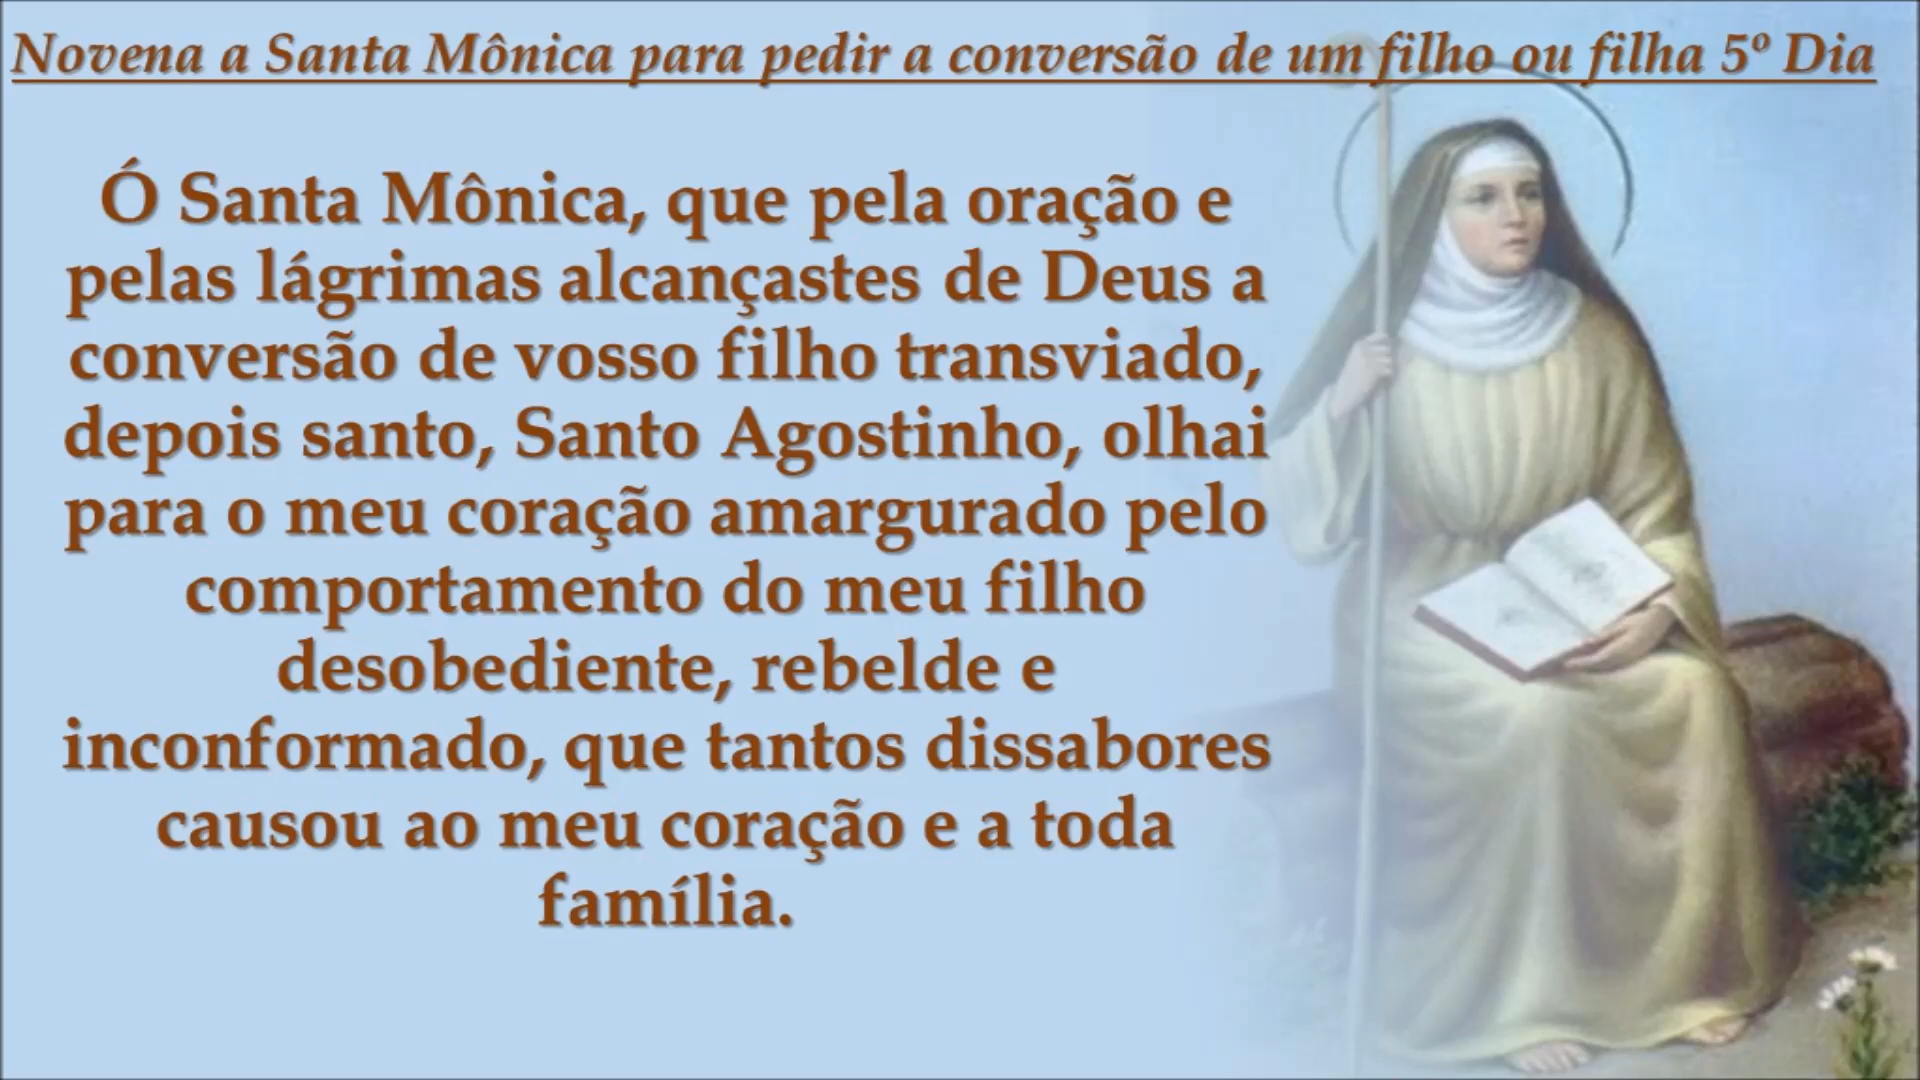 Novena a Santa Mônica para pedir a conversão de um filho ou filha 5º Dia
Ó Santa Mônica, que pela oração e
pelas lágrimas alcançastes de Deus a
conversão de vosso filho transviado,
depois santo, Santo Agostinho, olhai
para o meu coração amargurado pelo
comportamento do meu filho
desobediente, rebelde e
inconformado, que tantos dissabores
causou ao meu coração e a toda
família.